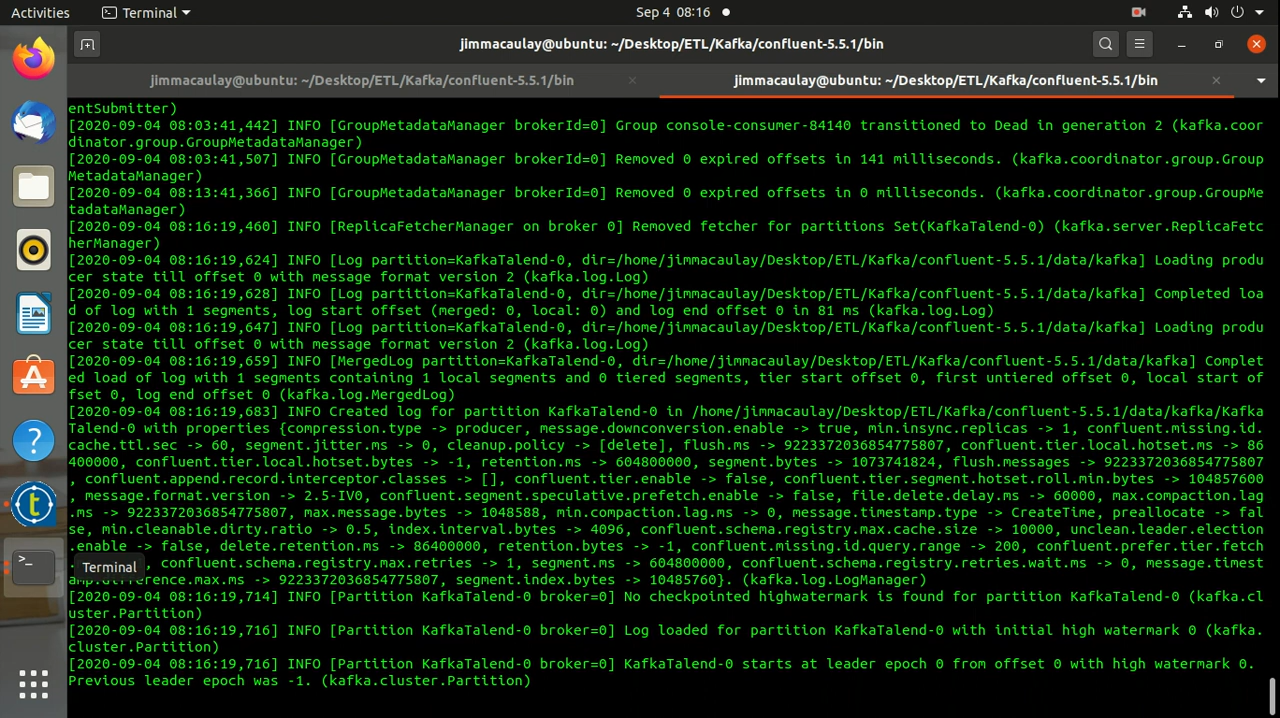 Activities
Terminal
Sep 4 08:16
jimmacaulay@ubuntu: ~/Desktop/ETL/Kafka/confluent-5.5.1/bin
jimmacaulay@ubuntu: ~/Desktop/ETL/Kafka/confluent-5.5.1/bin
jimmacaulay@ubuntu: ~/Desktop/ETL/Kafka/confluent-5.5.1/bin
entSubmitter)
[2020-09-04 08:03:41,442] INFO [GroupMetadataManager brokerId=0] Group console-consumer-84140 transitioned to Dead in generation 2 (kafka.coor
dinator.group.GroupMetadataManager)
[2020-09-04 08:03:41,507] INFO [GroupMetadataManager brokerId=0] Removed 0 expired offsets in 141 milliseconds. (kafka.coordinator.group.Group
MetadataManager)
[2020-09-04 08:13:41,366] INFO [GroupMetadataManager brokerId=0] Removed 0 expired offsets in 0 milliseconds. (kafka.coordinator.group.GroupMe
tadataManager)
[2020-09-04 08:16:19,460] INFO [ReplicaFetcherManager on broker 0] Removed fetcher for partitions Set(KafkaTalend-0) (kafka.server.ReplicaFetc
herManager)
[2020-09-04 08:16:19,624] INFO [Log partition=KafkaTalend-0, dir=/home/jimmacaulay/Desktop/ETL/Kafka/confluent-5.5.1/data/kafka] Loading produ
cer state till offset 0 with message format version 2 (kafka.log.Log)
[2020-09-04 08:16:19,628] INFO [Log partition=KafkaTalend-0, dir=/home/jimmacaulay/Desktop/ETL/Kafka/confluent-5.5.1/data/kafka] Completed loa
d of log with 1 segments, log start offset (merged: 0, local: 0) and log end offset 0 in 81 ms (kafka.log.Log)
[2020-09-04 08:16:19,647] INFO [Log partition=KafkaTalend-0, dir=/home/jimmacaulay/Desktop/ETL/Kafka/confluent-5.5.1/data/kafka] Loading produ
cer state till offset 0 with message format version 2 (kafka.log.Log)
[2020-09-04 08:16:19,659] INFO [MergedLog partition=KafkaTalend-0, dir=/home/jimmacaulay/Desktop/ETL/Kafka/confluent-5.5.1/data/kafka] Complet
ed load of log with 1 segments containing 1 local segments and 0 tiered segments, tier start offset 0, first untiered offset 0, local start of
fset 0, log end offset 0 (kafka.log.MergedLog)
[2020-09-04 08:16:19,683] INFO Created log for partition KafkaTalend-0 in /home/jimmacaulay/Desktop/ETL/Kafka/confluent-5.5.1/data/kafka/Kafka
Talend-0 with properties {compression.type -> producer, message.downconversion.enable -> true, min.insync.replicas -> 1, confluent.missing.id.
cache.ttl.sec -> 60, segment.jitter.ms -> 0, cleanup.policy -> [delete], flush.ms -> 9223372036854775807, confluent.tier.local.hotset.ms -> 86
400000, confluent.tier.local.hotset.bytes -> -1, retention.ms -> 604800000, segment.bytes -> 1073741824, flush.messages -> 9223372036854775807
, confluent.append.record.interceptor.classes -> [], confluent.tier.enable -> false, confluent.tier.segment.hotset.roll.min.bytes -> 104857600
, message.format.version -> 2.5-IV0, confluent.segment.speculative.prefetch.enable -> false, file.delete.delay.ms -> 60000, max.compaction.lag
.ms -> 9223372036854775807, max.message.bytes -> 1048588, min.compaction.lag.ms -> 0, message.timestamp.type -> CreateTime, preallocate -> fal
se, min.cleanable.dirty.ratio -> 0.5, index.interval.bytes -> 4096, confluent.schema.registry.max.cache.size -> 10000, unclean.leader.election
.enable -> false, delete.retention.ms -> 86400000, retention.bytes -> -1, confluent.missing.id.query.range -> 200, confluent.prefer.tier.fetch
Terminal
confluent.schema.registry.max.retries -> 1, segment.ms -> 604800000, confluent.schema.registry.retries.wait.ms -> 0, message.timest
amp.difference.max.ms -> 9223372036854775807, segment.index.bytes -> 10485760}. (kafka.log.LogManager)
[2020-09-04 08:16:19,714] INFO [Partition KafkaTalend-0 broker=0] No checkpointed highwatermark is found for partition KafkaTalend-0 (kafka.cl
uster.Partition)
[2020-09-04 08:16:19,716] INFO [Partition KafkaTalend-0 broker=0] Log loaded for partition KafkaTalend-0 with initial high watermark 0 (kafka.
cluster.Partition)
[2020-09-04 08:16:19,716] INFO [Partition KafkaTalend-0 broker=0] KafkaTalend-0 starts at leader epoch 0 from offset 0 with high watermark 0.
Previous leader epoch was -1. (kafka.cluster.Partition)